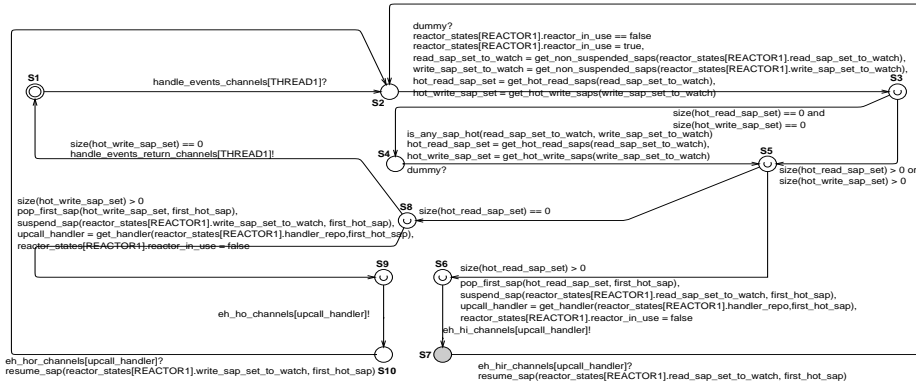 dummy?
reactor_states[REACTOR1].reactor_in_use == false
reactor_states[REACTOR1].reactor_in_use = true,
read_sap_set_to_watch = get_non_suspended_saps(reactor_states[REACTOR1].read_sap_set_to_watch),
write_sap_set_to_watch = get_non_suspended_saps(reactor_states[REACTOR1].write_sap_set_to_watch),
hot_read_sap_set = get_hot_read_saps(read_sap_set_to_watch),
hot_write_sap_set = get_hot_write_saps(write_sap_set_to_watch)
S1
handle_events_channels[THREAD1]?
S2
S3
size(hot_read_sap_set) == 0 and
size(hot_write_sap_set) == 0
is_any_sap_hot(read_sap_set_to_watch, write_sap_set_to_watch)
hot_read_sap_set = get_hot_read_saps(read_sap_set_to_watch),
hot_write_sap_set = get_hot_write_saps(write_sap_set_to_watch)
S4
dummy?
S5
size(hot_read_sap_set) > 0 or
size(hot_write_sap_set) > 0
size(hot_write_sap_set) == 0
handle_events_return_channels[THREAD1]!
size(hot_write_sap_set) > 0
pop_first_sap(hot_write_sap_set, first_hot_sap),
suspend_sap(reactor_states[REACTOR1].write_sap_set_to_watch, first_hot_sap),
upcall_handler = get_handler(reactor_states[REACTOR1].handler_repo,first_hot_sap),
reactor_states[REACTOR1].reactor_in_use = false
S8
size(hot_read_sap_set) == 0
S9
S6
size(hot_read_sap_set) > 0
pop_first_sap(hot_read_sap_set, first_hot_sap),
suspend_sap(reactor_states[REACTOR1].read_sap_set_to_watch, first_hot_sap),
upcall_handler = get_handler(reactor_states[REACTOR1].handler_repo,first_hot_sap),
reactor_states[REACTOR1].reactor_in_use = false
eh_hi_channels[upcall_handler]!
eh_ho_channels[upcall_handler]!
S7
eh_hor_channels[upcall_handler]?
resume_sap(reactor_states[REACTOR1].write_sap_set_to_watch, first_hot_sap)
S10
eh_hir_channels[upcall_handler]?
resume_sap(reactor_states[REACTOR1].read_sap_set_to_watch, first_hot_sap)